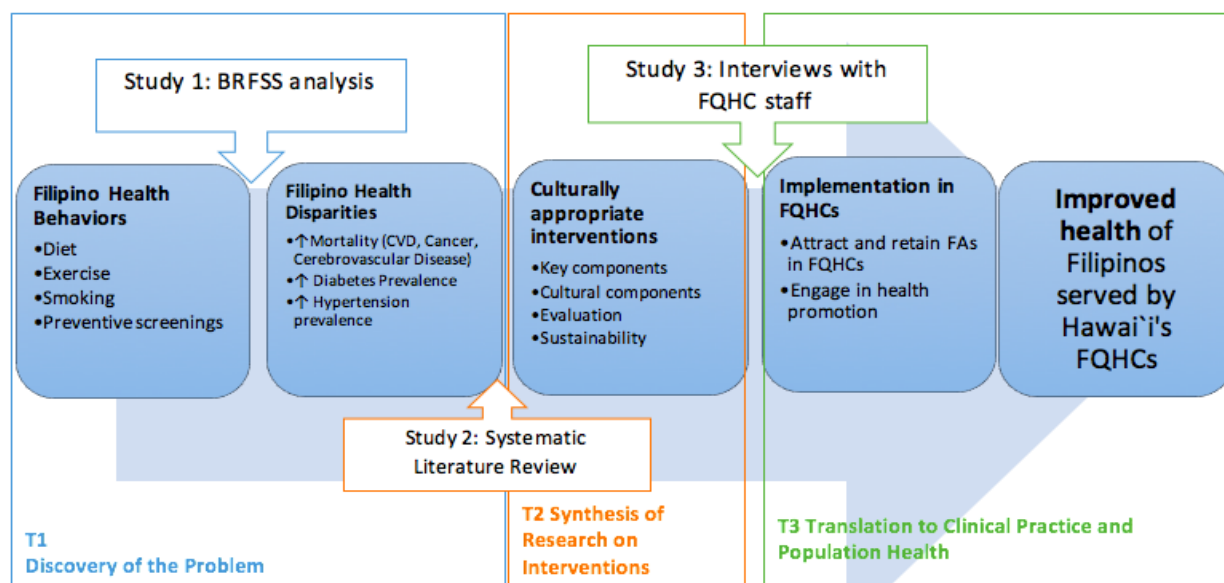 Study 1: BRFSS analysis
Study 3: Interviews with
FQHC staff
Filipino Health
Behaviors
•Diet
•Exercise
•Smoking
•Preventive screenings
Filipino Health
Disparities
•↑Mortality (CVD, Cancer,
Cerebrovascular Disease)
•↑ Diabetes Prevalence
•↑ Hypertension
prevalence
Culturally
appropriate
interventions
•Key components
•Cultural components
•Evaluation
•Sustainability
Implementation in
FQHCs
•Attract and retain FAs
in FQHCs
•Engage in health
promotion
Improved
health of
Filipinos
served by
Hawai`i's
FQHCs
Study 2: Systematic
Literature Review
T1
Discovery of the Problem
T2 Synthesis of
Research on
Interventions
T3 Translation to Clinical Practice and
Population Health